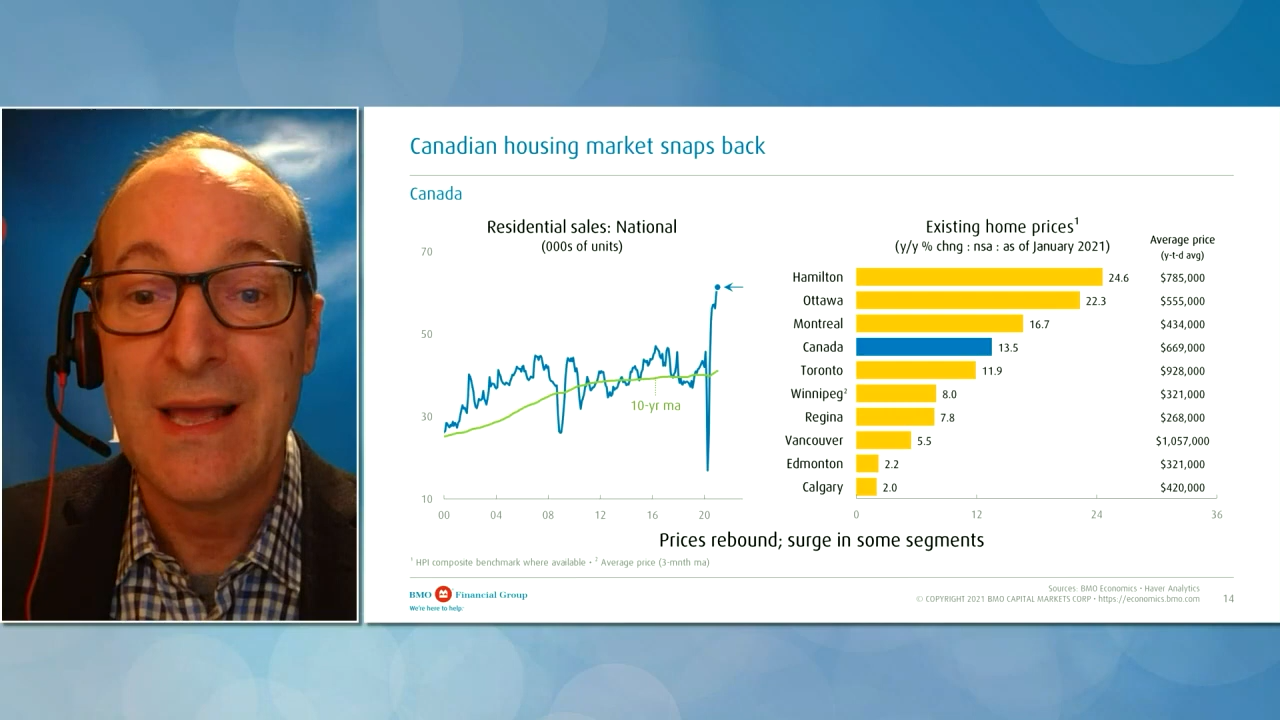 Canadian housing market snaps back
Canada
Residential sales: National
(000s of units)
70
50
30
10
10-yr ma
00 04 08 12 16 20
Existing home prices¹
(y/y % chng : nsa : as of January 2021)
Average price
(y-t-d avg)
Hamilton 24.6 $785,000
Ottawa 22.3 $555,000
Montreal 16.7 $434,000
Canada 13.5 $669,000
Toronto 11.9 $928,000
Winnipeg² 8.0 $321,000
Regina 7.8 $268,000
Vancouver 5.5 $1,057,000
Edmonton 2.2 $321,000
Calgary 2.0 $420,000
0 12 24 36
Prices rebound; surge in some segments
¹ HPI composite benchmark where available • ² Average price (3-mnth ma)
BMO Financial Group
We're here to help.
Sources: BMO Economics • Haver Analytics
© COPYRIGHT 2021 BMO CAPITAL MARKETS CORP • https://economics.bmo.com 14